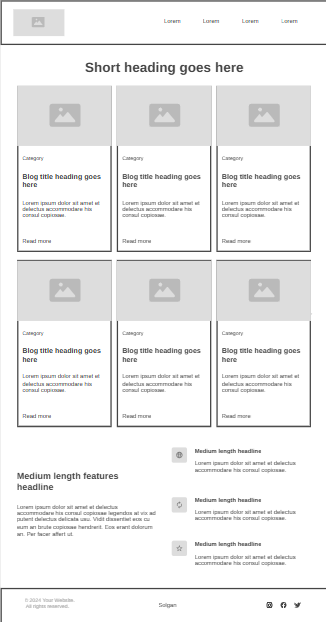 Lorem Lorem Lorem Lorem
Short heading goes here
Category Category Category
Blog title heading goes Blog title heading goes Blog title heading goes
here here here
Lorem ipsum dolor sit amet et Lorem ipsum dolor sit amet et Lorem ipsum dolor sit amet et
delectus accommodare his delectus accommodare his delectus accommodare his
consul copiosae. consul copiosae. consul copiosae.
Read more Read more Read more
Category Category Category
Blog title heading goes Blog title heading goes Blog title heading goes
here here here
Lorem ipsum dolor sit amet et Lorem ipsum dolor sit amet et Lorem ipsum dolor sit amet et
delectus accommodare his delectus accommodare his delectus accommodare his
consul copiosae. consul copiosae. consul copiosae.
Read more Read more Read more
Medium length features
headline
Lorem ipsum dolor sit amet et delectus
accommodare his consul copiosae legendos at vix ad
putent delectus delicata usu. Vidit dissentiet eos cu
eum an brute copiosae hendrerit. Eos erant dolorum
an. Per facer affert ut.
Medium length headline
Lorem ipsum dolor sit amet et delectus
accommodare his consul copiosae.
Medium length headline
Lorem ipsum dolor sit amet et delectus
accommodare his consul copiosae.
Medium length headline
Lorem ipsum dolor sit amet et delectus
accommodare his consul copiosae.
© 2024 Your Website.
All rights reserved.